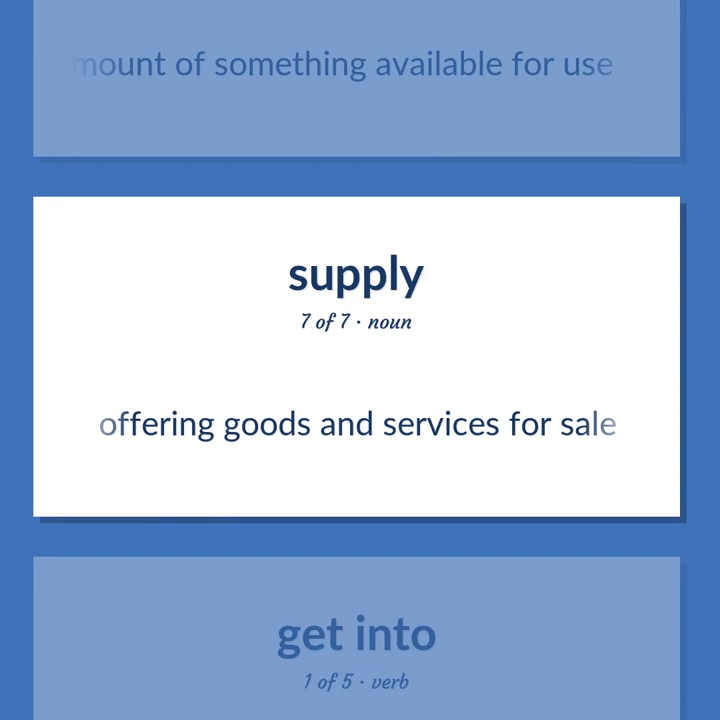 mount of something available for use
supply
7 of 7 · noun
offering goods and services for sale
get into
1 of 5 · verb